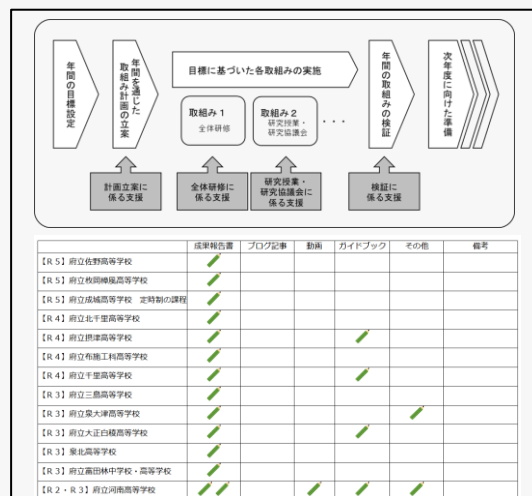 年間の目標設定
年間を通じた
取組み計画の立案
目標に基づいた各取組みの実施
取組み1
全体研修
取組み2
研究授業・
研究協議会
・・・
年間の取組みの検証
次年度に向けた準備
計画立案に
係る支援
全体研修に
係る支援
研究授業・
研究協議会に
係る支援
検証に
係る支援
成果報告書 ブログ記事 動画 ガイドブック その他 備考
【R5】府立佐野高等学校
【R5】府立枚岡樟風高等学校
【R5】府立成城高等学校 定時制の課程
【R4】府立北千里高等学校
【R4】府立摂津高等学校
【R4】府立布施工科高等学校
【R4】府立千里高等学校
【R3】府立三島高等学校
【R3】府立泉大津高等学校
【R3】府立大正白稜高等学校
【R3】泉北高等学校
【R3】府立富田林中学校・高等学校
【R2・R3】府立河南高等学校